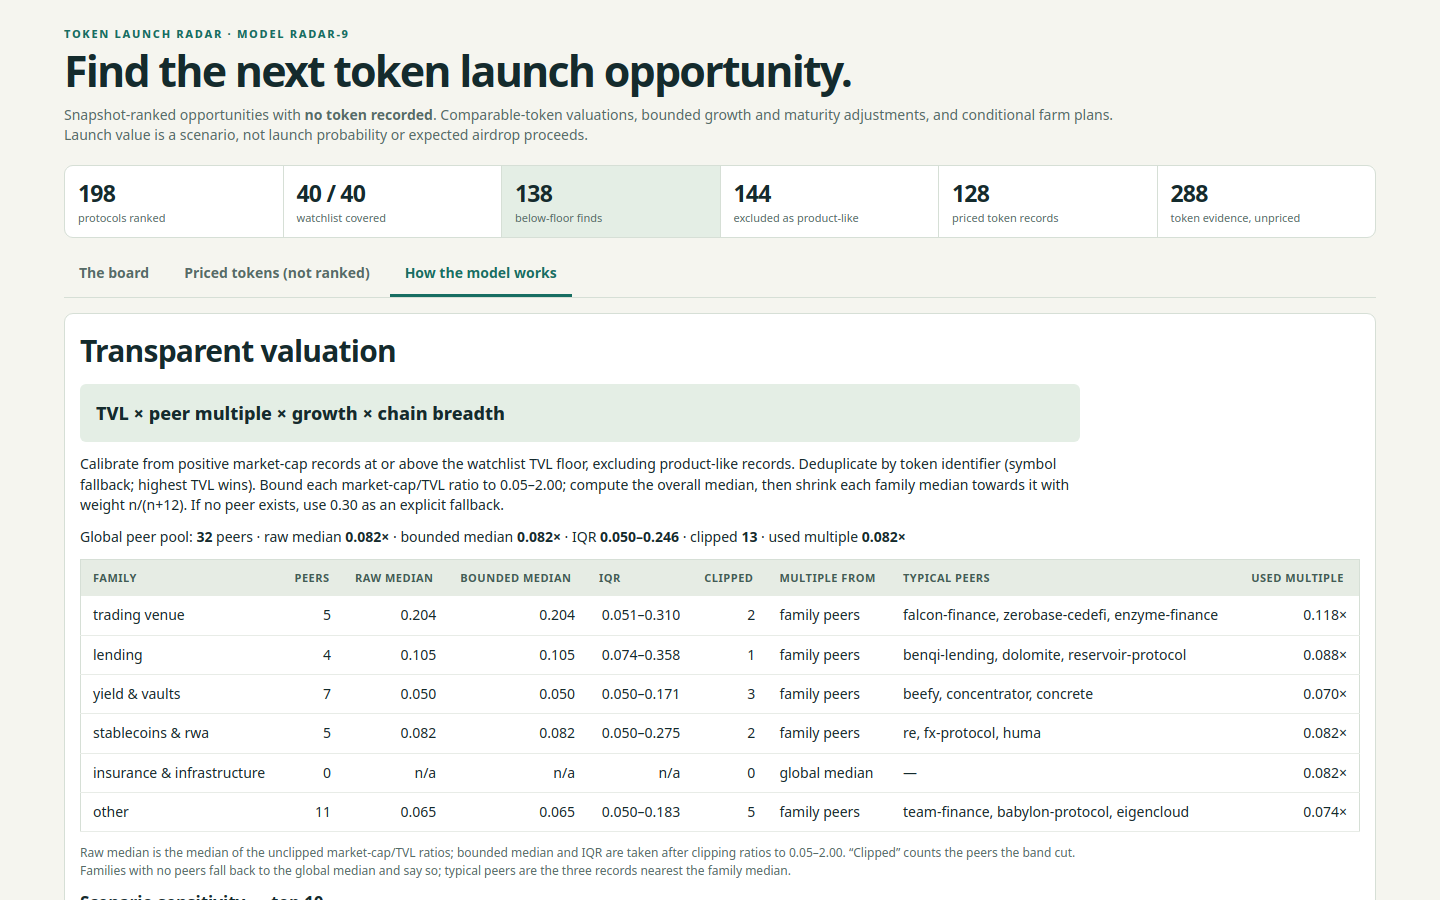 TOKEN LAUNCH RADAR · MODEL RADAR-9
Find the next token launch opportunity.
Snapshot-ranked opportunities with no token recorded. Comparable-token valuations, bounded growth and maturity adjustments, and conditional farm plans.
Launch value is a scenario, not launch probability or expected airdrop proceeds.
198 40 / 40 138 144 128 288
protocols ranked watchlist covered below-floor finds excluded as product-like priced token records token evidence, unpriced
The board Priced tokens (not ranked) How the model works
Transparent valuation
TVL × peer multiple × growth × chain breadth
Calibrate from positive market-cap records at or above the watchlist TVL floor, excluding product-like records. Deduplicate by token identifier (symbol
fallback; highest TVL wins). Bound each market-cap/TVL ratio to 0.05–2.00; compute the overall median, then shrink each family median towards it with
weight n/(n+12). If no peer exists, use 0.30 as an explicit fallback.
Global peer pool: 32 peers · raw median 0.082× · bounded median 0.082× · IQR 0.050–0.246 · clipped 13 · used multiple 0.082×
FAMILY PEERS RAW MEDIAN BOUNDED MEDIAN IQR CLIPPED MULTIPLE FROM TYPICAL PEERS USED MULTIPLE
trading venue 5 0.204 0.204 0.051–0.310 2 family peers falcon-finance, zerobase-cedefi, enzyme-finance 0.118×
lending 4 0.105 0.105 0.074–0.358 1 family peers benqi-lending, dolomite, reservoir-protocol 0.088×
yield & vaults 7 0.050 0.050 0.050–0.171 3 family peers beefy, concentrator, concrete 0.070×
stablecoins & rwa 5 0.082 0.082 0.050–0.275 2 family peers re, fx-protocol, huma 0.082×
insurance & infrastructure 0 n/a n/a n/a 0 global median — 0.082×
other 11 0.065 0.065 0.050–0.183 5 family peers team-finance, babylon-protocol, eigencloud 0.074×
Raw median is the median of the unclipped market-cap/TVL ratios; bounded median and IQR are taken after clipping ratios to 0.05–2.00. “Clipped” counts the peers the band cut.
Families with no peers fall back to the global median and say so; typical peers are the three records nearest the family median.
Scenario sensitivity — top 10